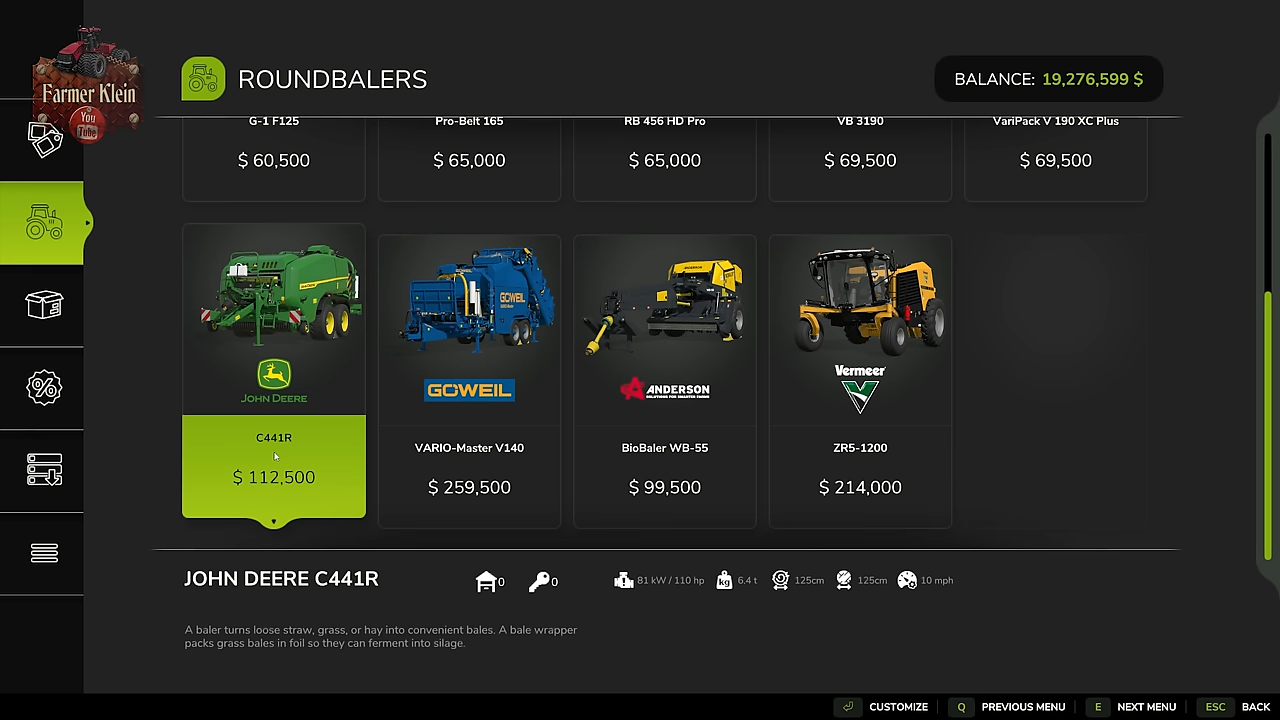 Farmer Klein
You
Tube
ROUNDBALERS
BALANCE: 19,276,599 $
G-1 F125
Pro-Belt 165
RB 456 HD Pro
VB 3190
VariPack V 190 XC Plus
$ 60,500
$ 65,000
$ 65,000
$ 69,500
$ 69,500
JOHN DEERE
GOWEIL
ANDERSON
Vermeer
GOWEIL
C441R
VARIO-Master V140
BioBaler WB-55
ZR5-1200
$ 112,500
$ 259,500
$ 99,500
$ 214,000
JOHN DEERE C441R
0
0
81 kW / 110 hp
kg
6.4 t
125cm
125cm
10 mph
A baler turns loose straw, grass, or hay into convenient bales. A bale wrapper
packs grass bales in foil so they can ferment into silage.
CUSTOMIZE
Q
PREVIOUS MENU
E
NEXT MENU
ESC
BACK